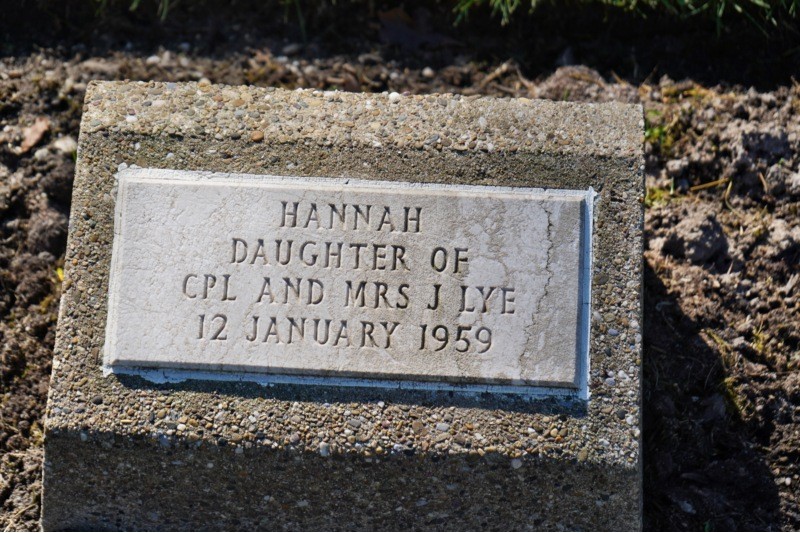 HANNAH
DAUGHTER OF
CPL AND MRS J LYE
12 JANUARY 1959